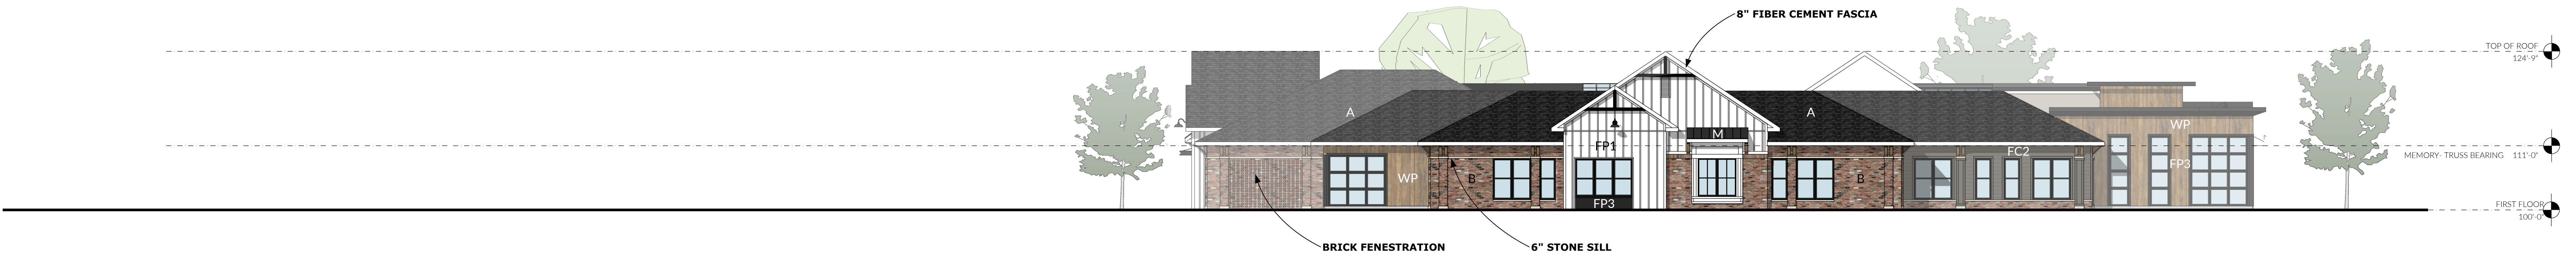 8" FIBER CEMENT FASCIA
TOP OF ROOF
124'-9"
A
A
M
WP
FP1
FC2
MEMORY- TRUSS BEARING 111'-0"
WP
B
B
FP3
FP3
FIRST FLOOR
100'-0"
BRICK FENESTRATION
6" STONE SILL